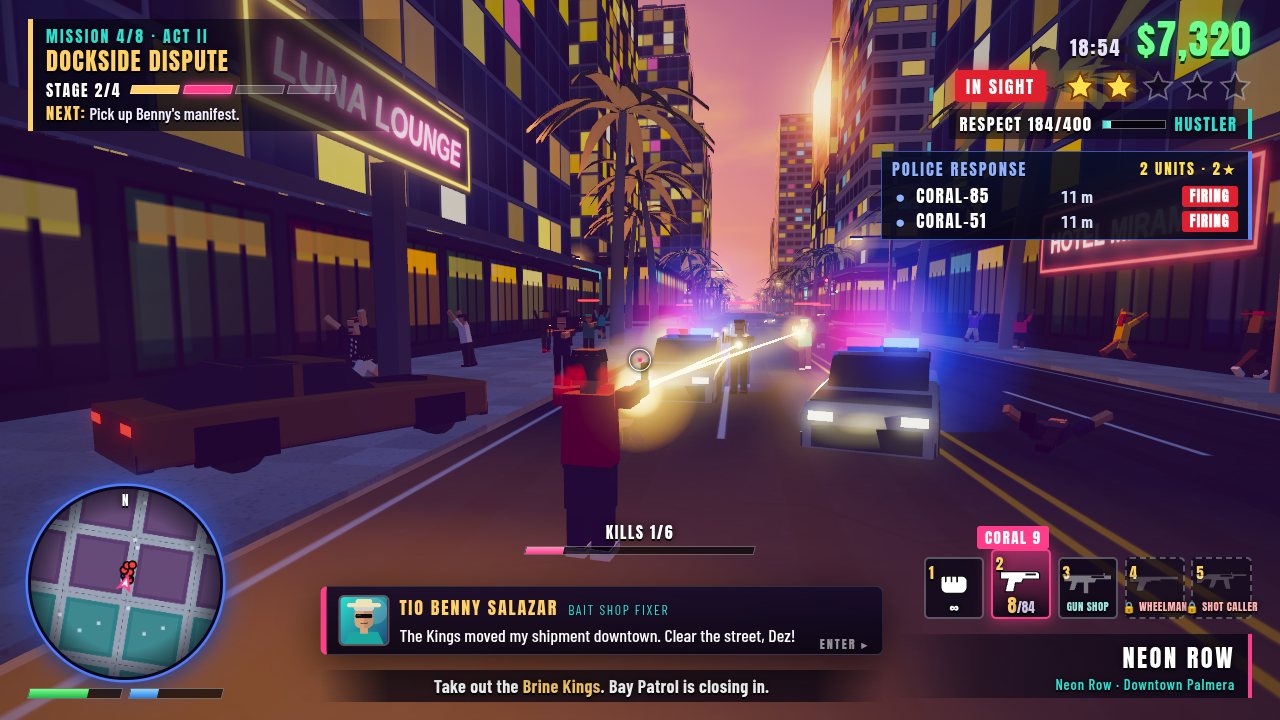 MISSION 4/8 · ACT II
DOCKSIDE DISPUTE
STAGE 2/4
NEXT: Pick up Benny's manifest.
LUNA LOUNGE
18:54 $7,320
IN SIGHT
RESPECT 184/400 HUSTLER
POLICE RESPONSE 2 UNITS · 2★
CORAL-85 11 m FIRING
CORAL-51 11 m FIRING
HOTEL
N
KILLS 1/6
CORAL 9
1 2 3 4 5
∞ 8/84 GUN SHOP WHEELMAN SHOT CALLER
TIO BENNY SALAZAR BAIT SHOP FIXER
The Kings moved my shipment downtown. Clear the street, Dez!
ENTER ▸
Take out the Brine Kings. Bay Patrol is closing in.
NEON ROW
Neon Row · Downtown Palmera